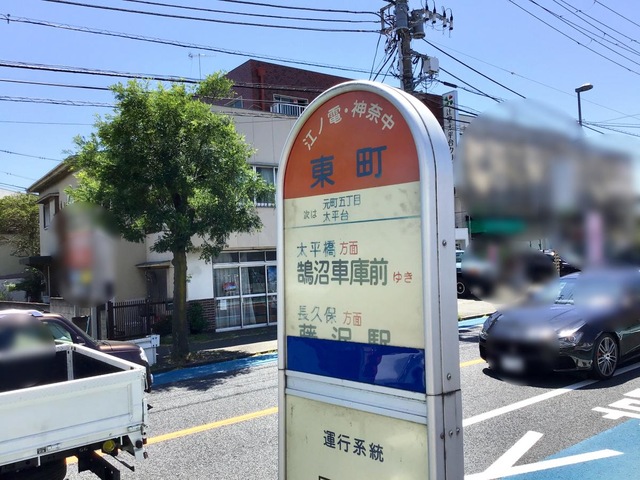 江ノ電・神奈中
東町
次は 元町五丁目
太平台
太平橋方面
鵠沼車庫前ゆき
長久保方面
藤沢駅
運行系統